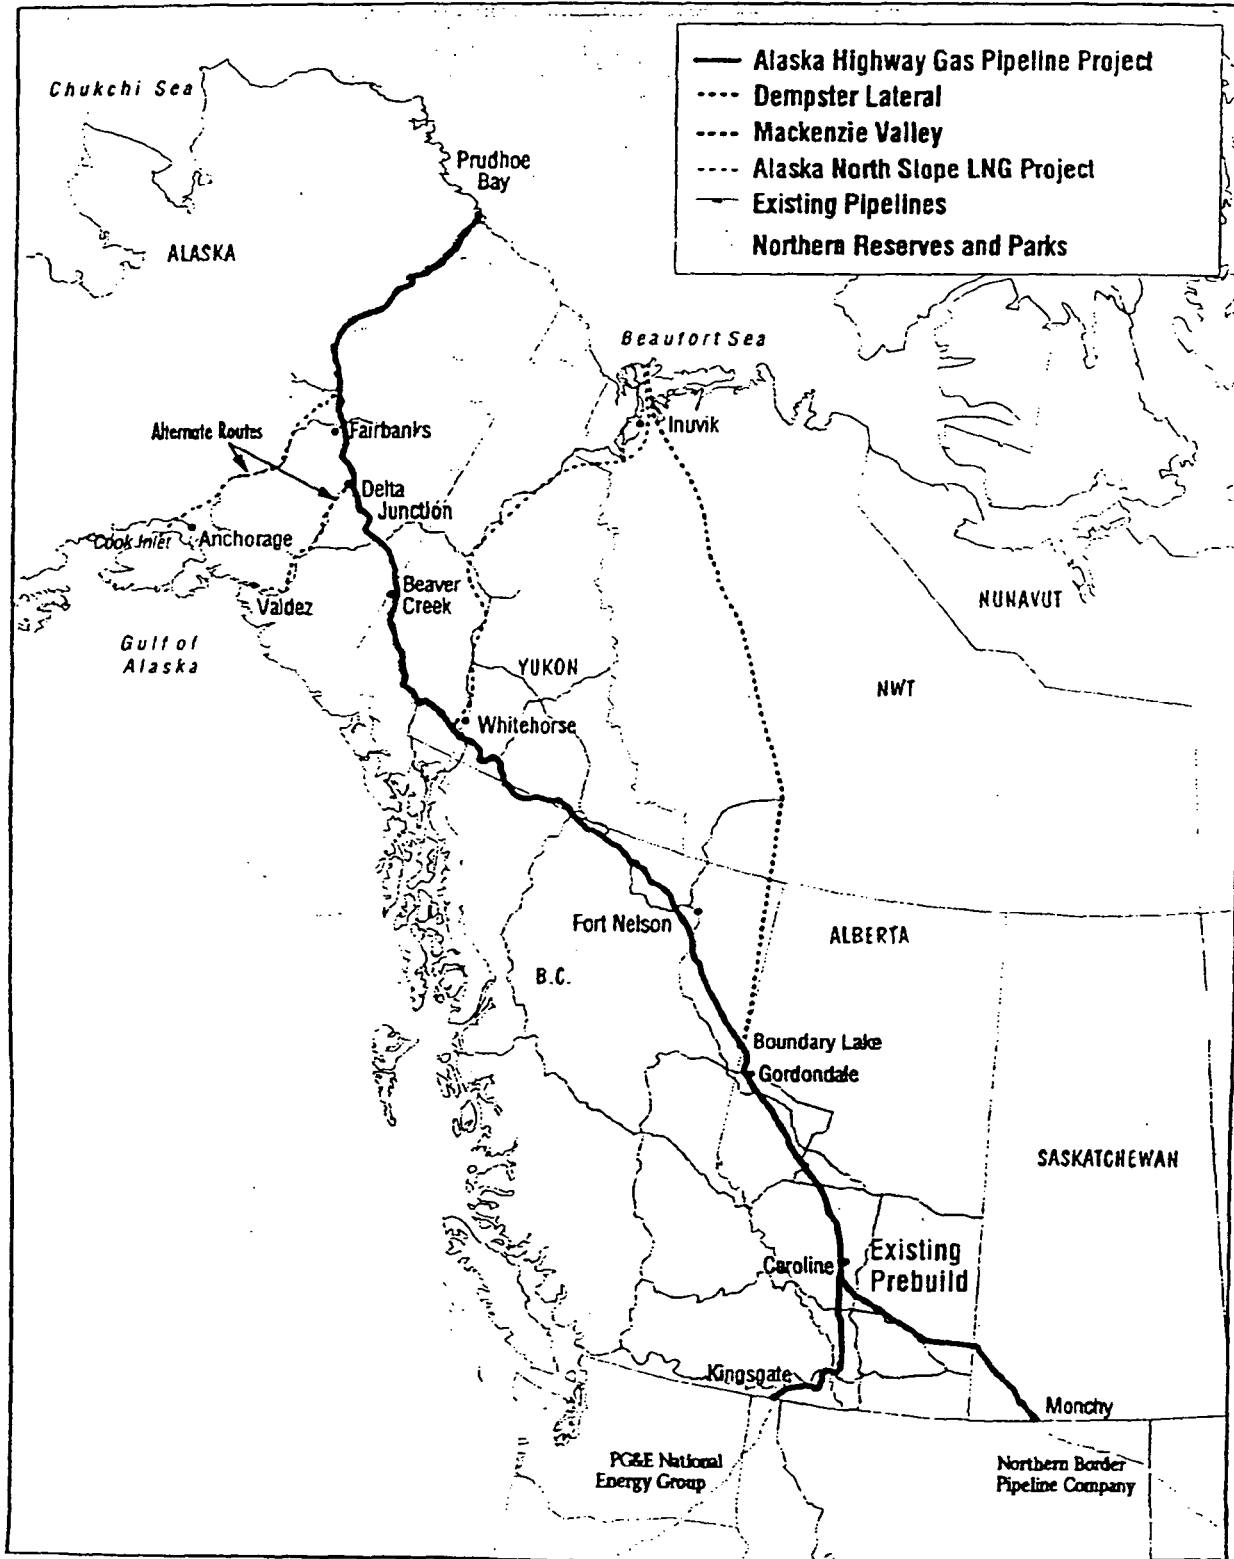 Chukchi Sea
Alaska Highway Gas Pipeline Project
Dempster Lateral
Mackenzie Valley
Alaska North Slope LNG Project
Existing Pipelines
Northern Reserves and Parks
Prudhoe
Bay
ALASKA
Beaufort Sea
Inuvik
Alternate Routes
Fairbanks
Delta
Junction
Cook Inlet
Anchorage
Beaver
Creek
Valdez
NUNAVUT
Gulf of
Alaska
YUKON
NWT
Whitehorse
Fort Nelson
ALBERTA
B.C.
Boundary Lake
Gordondale
SASKATCHEWAN
Existing
Prebuild
Caroline
Kingsgate
Monchy
PG&E National
Energy Group
Northern Border
Pipeline Company